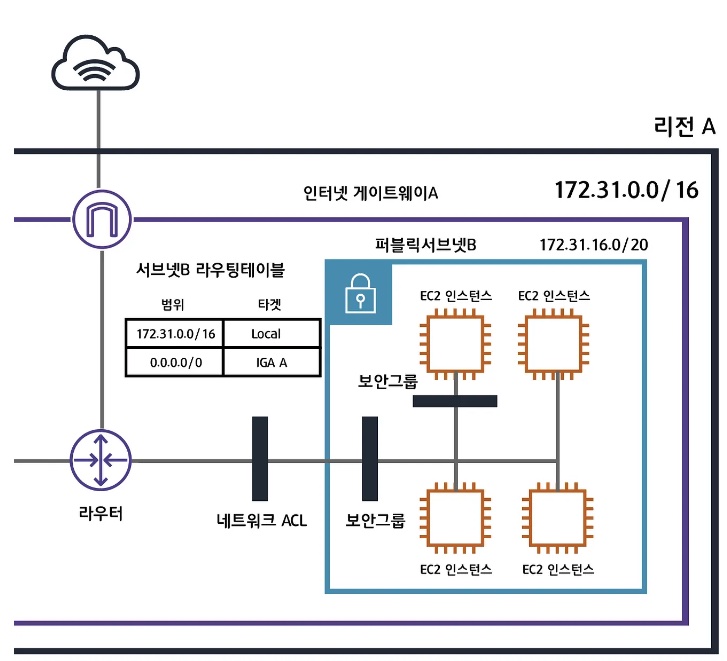 리전 A
인터넷 게이트웨이A
172.31.0.0/ 16
퍼블릭서브넷B
172.31.16.0/20
서브넷B 라우팅테이블
범위 타겟
172.31.0.0/16 Local
0.0.0.0/0 IGA A
EC2 인스턴스
EC2 인스턴스
보안그룹
라우터
네트워크 ACL
보안그룹
EC2 인스턴스
EC2 인스턴스